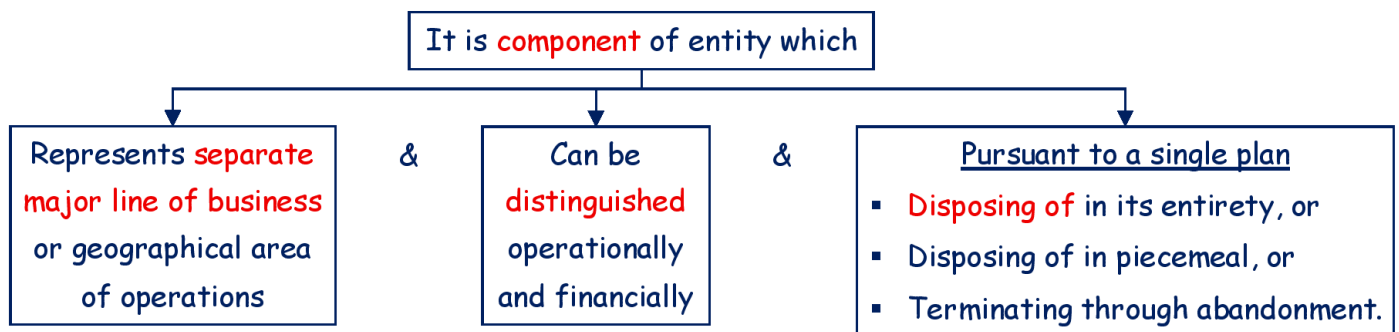 It is component of entity which
Represents separate
major line of business
or geographical area
of operations
&
Can be
distinguished
operationally
and financially
&
Pursuant to a single plan
▪ Disposing of in its entirety, or
▪ Disposing of in piecemeal, or
▪ Terminating through abandonment.